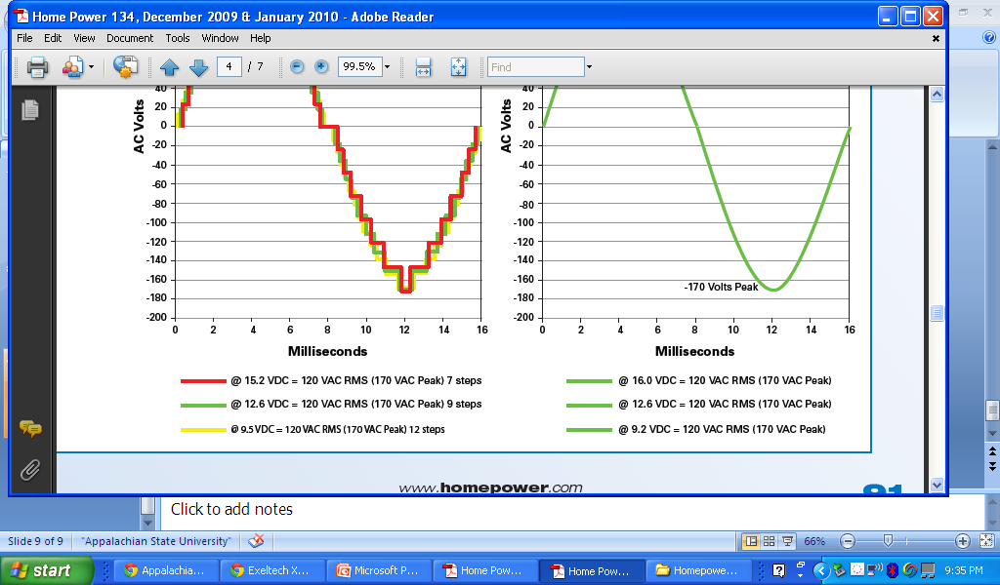 Home Power 134, December 2009 & January 2010 - Adobe Reader
File Edit View Document Tools Window Help
4 / 7 99.5% Find
AC Volts
40
20
0
-20
-40
-60
-80
-100
-120
-140
-160
-180
-200
0 2 4 6 8 10 12 14 16
Milliseconds
@ 15.2 VDC = 120 VAC RMS (170 VAC Peak) 7 steps
@ 12.6 VDC = 120 VAC RMS (170 VAC Peak) 9 steps
@ 9.5 VDC = 120 VAC RMS (170 VAC Peak) 12 steps
AC Volts
40
20
0
-20
-40
-60
-80
-100
-120
-140
-160
-180
-200
-170 Volts Peak
0 2 4 6 8 10 12 14 16
Milliseconds
@ 16.0 VDC = 120 VAC RMS (170 VAC Peak)
@ 12.6 VDC = 120 VAC RMS (170 VAC Peak)
@ 9.2 VDC = 120 VAC RMS (170 VAC Peak)
www.homepower.com 91
Click to add notes
Slide 9 of 9 "Appalachian State University" 66%
start Appalachia... Exeltech X... Microsoft P... Home Pow... Home Pow... Homepowe... 9:35 PM